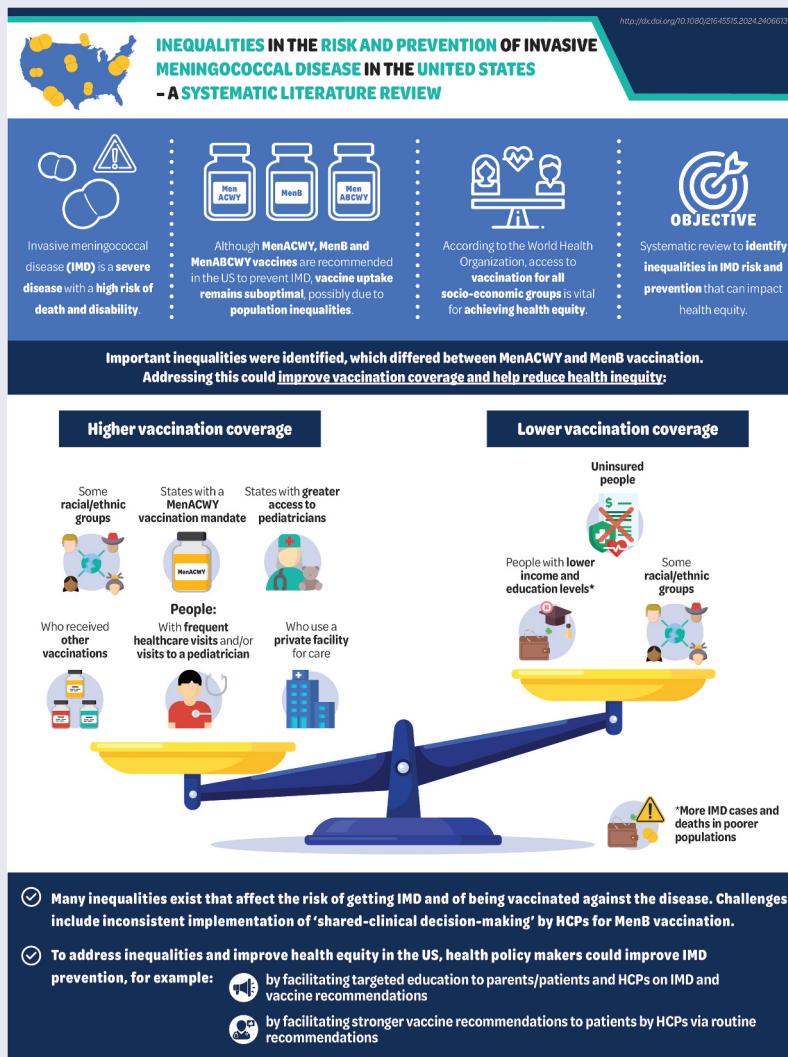 http://dx.doi.org/10.1080/21645515.2024.2406613
INEQUALITIES IN THE RISK AND PREVENTION OF INVASIVE
MENINGOCOCCAL DISEASE IN THE UNITED STATES
– A SYSTEMATIC LITERATURE REVIEW
Invasive meningococcal
disease (IMD) is a severe
disease with a high risk of
death and disability.
Men
ACWY
MenB
Men
ABCWY
Although MenACWY, MenB and
MenABCWY vaccines are recommended
in the US to prevent IMD, vaccine uptake
remains suboptimal, possibly due to
population inequalities.
According to the World Health
Organization, access to
vaccination for all
socio-economic groups is vital
for achieving health equity.
OBJECTIVE
Systematic review to identify
inequalities in IMD risk and
prevention that can impact
health equity.
Important inequalities were identified, which differed between MenACWY and MenB vaccination.
Addressing this could improve vaccination coverage and help reduce health inequity:
Higher vaccination coverage
Some
racial/ethnic
groups
States with a
MenACWY
vaccination mandate
MenACWY
States with greater
access to
pediatricians
People:
Who received
other
vaccinations
With frequent
healthcare visits and/or
visits to a pediatrician
Who use a
private facility
for care
Lower vaccination coverage
Uninsured
people
$
People with lower
income and
education levels*
Some
racial/ethnic
groups
*More IMD cases and
deaths in poorer
populations
Many inequalities exist that affect the risk of getting IMD and of being vaccinated against the disease. Challenges
include inconsistent implementation of ‘shared-clinical decision-making’ by HCPs for MenB vaccination.
To address inequalities and improve health equity in the US, health policy makers could improve IMD
prevention, for example:
by facilitating targeted education to parents/patients and HCPs on IMD and
vaccine recommendations
by facilitating stronger vaccine recommendations to patients by HCPs via routine
recommendations